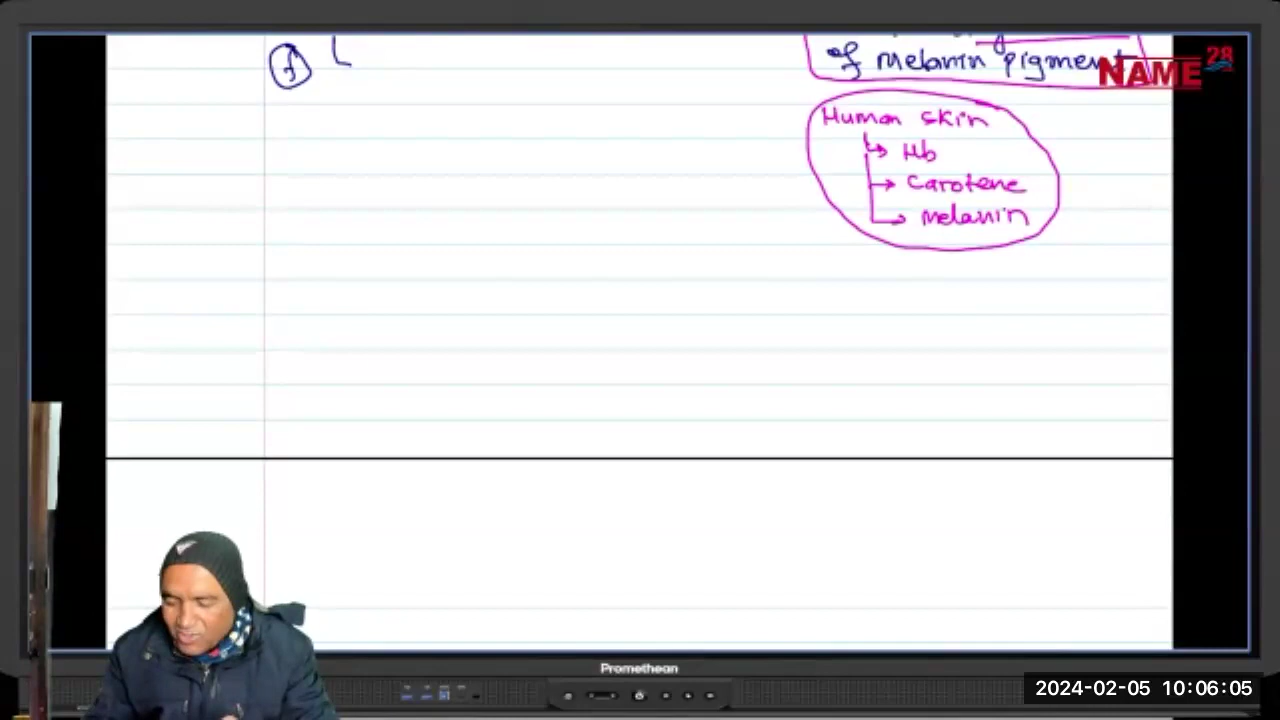 of melanin pigment
NAME 28
Human skin
→ Hb
→ Carotene
→ melanin
Promethean
2024-02-05 10:06:05